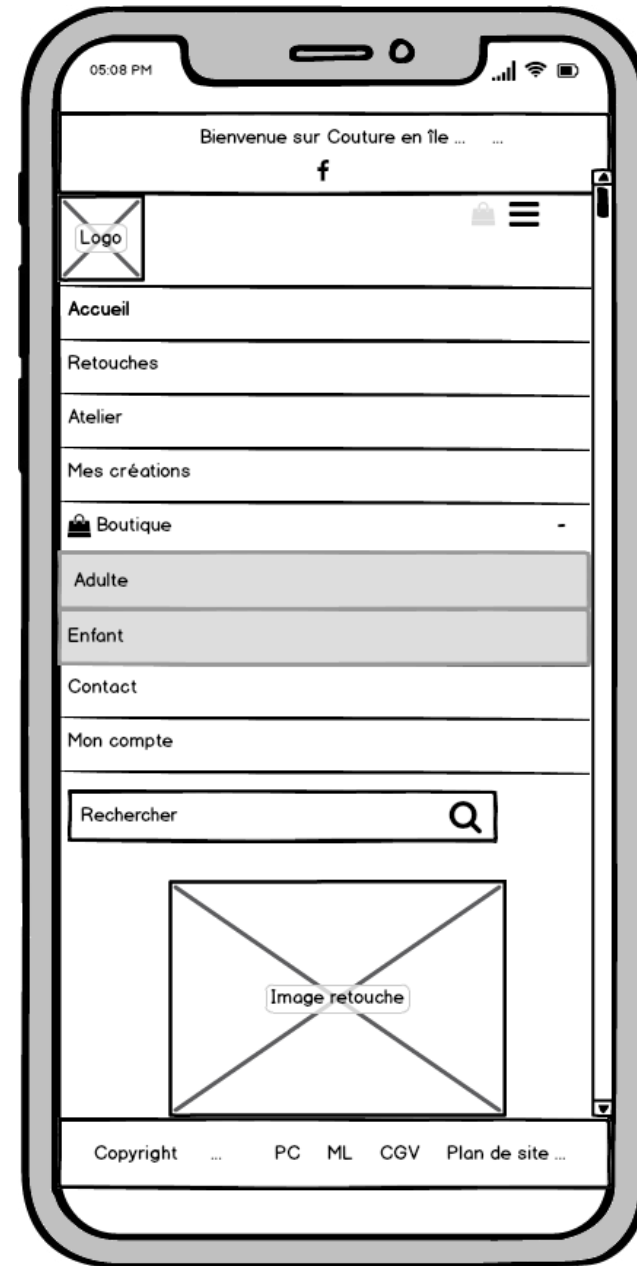 05:08 PM
Bienvenue sur Couture en île ... ...
f
Logo
Accueil
Retouches
Atelier
Mes créations
Boutique -
Adulte
Enfant
Contact
Mon compte
Rechercher
Image retouche
Copyright ... PC ML CGV Plan de site ...